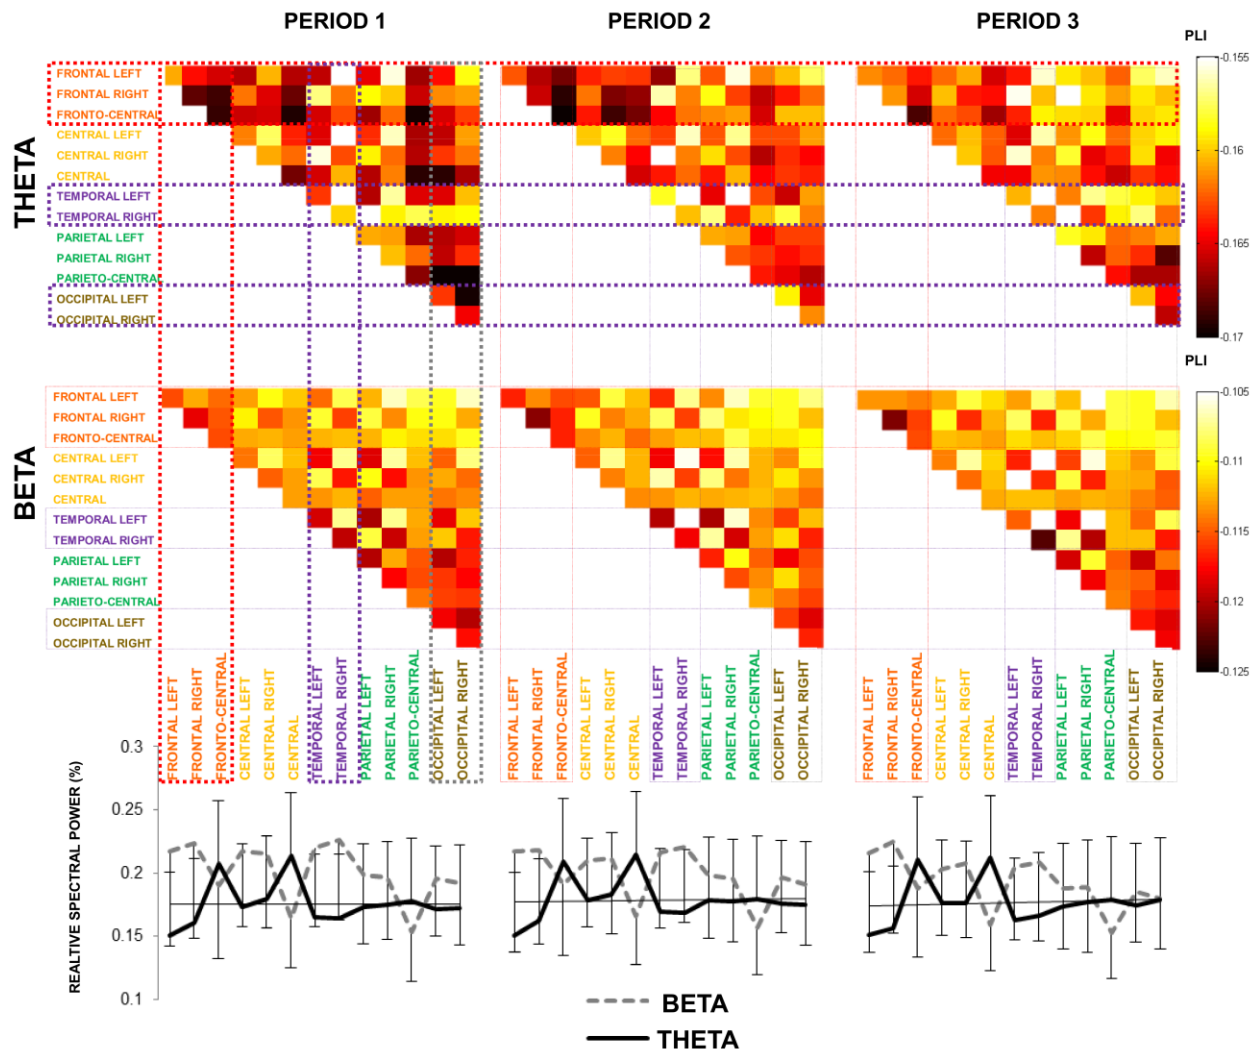 PERIOD 1 PERIOD 2 PERIOD 3
PLI
THETA
FRONTAL LEFT
FRONTAL RIGHT
FRONTO-CENTRAL
CENTRAL LEFT
CENTRAL RIGHT
CENTRAL
TEMPORAL LEFT
TEMPORAL RIGHT
PARIETAL LEFT
PARIETAL RIGHT
PARIETO-CENTRAL
OCCIPITAL LEFT
OCCIPITAL RIGHT
-0.155
-0.16
-0.165
-0.17
PLI
BETA
FRONTAL LEFT
FRONTAL RIGHT
FRONTO-CENTRAL
CENTRAL LEFT
CENTRAL RIGHT
CENTRAL
TEMPORAL LEFT
TEMPORAL RIGHT
PARIETAL LEFT
PARIETAL RIGHT
PARIETO-CENTRAL
OCCIPITAL LEFT
OCCIPITAL RIGHT
-0.105
-0.11
-0.115
-0.12
-0.125
FRONTAL LEFT
FRONTAL RIGHT
FRONTO-CENTRAL
CENTRAL LEFT
CENTRAL RIGHT
CENTRAL
TEMPORAL LEFT
TEMPORAL RIGHT
PARIETAL LEFT
PARIETAL RIGHT
PARIETO-CENTRAL
OCCIPITAL LEFT
OCCIPITAL RIGHT
FRONTAL LEFT
FRONTAL RIGHT
FRONTO-CENTRAL
CENTRAL LEFT
CENTRAL RIGHT
CENTRAL
TEMPORAL LEFT
TEMPORAL RIGHT
PARIETAL LEFT
PARIETAL RIGHT
PARIETO-CENTRAL
OCCIPITAL LEFT
OCCIPITAL RIGHT
FRONTAL LEFT
FRONTAL RIGHT
FRONTO-CENTRAL
CENTRAL LEFT
CENTRAL RIGHT
CENTRAL
TEMPORAL LEFT
TEMPORAL RIGHT
PARIETAL LEFT
PARIETAL RIGHT
PARIETO-CENTRAL
OCCIPITAL LEFT
OCCIPITAL RIGHT
REALTIVE SPECTRAL POWER (%)
0.3
0.25
0.2
0.15
0.1
BETA
THETA